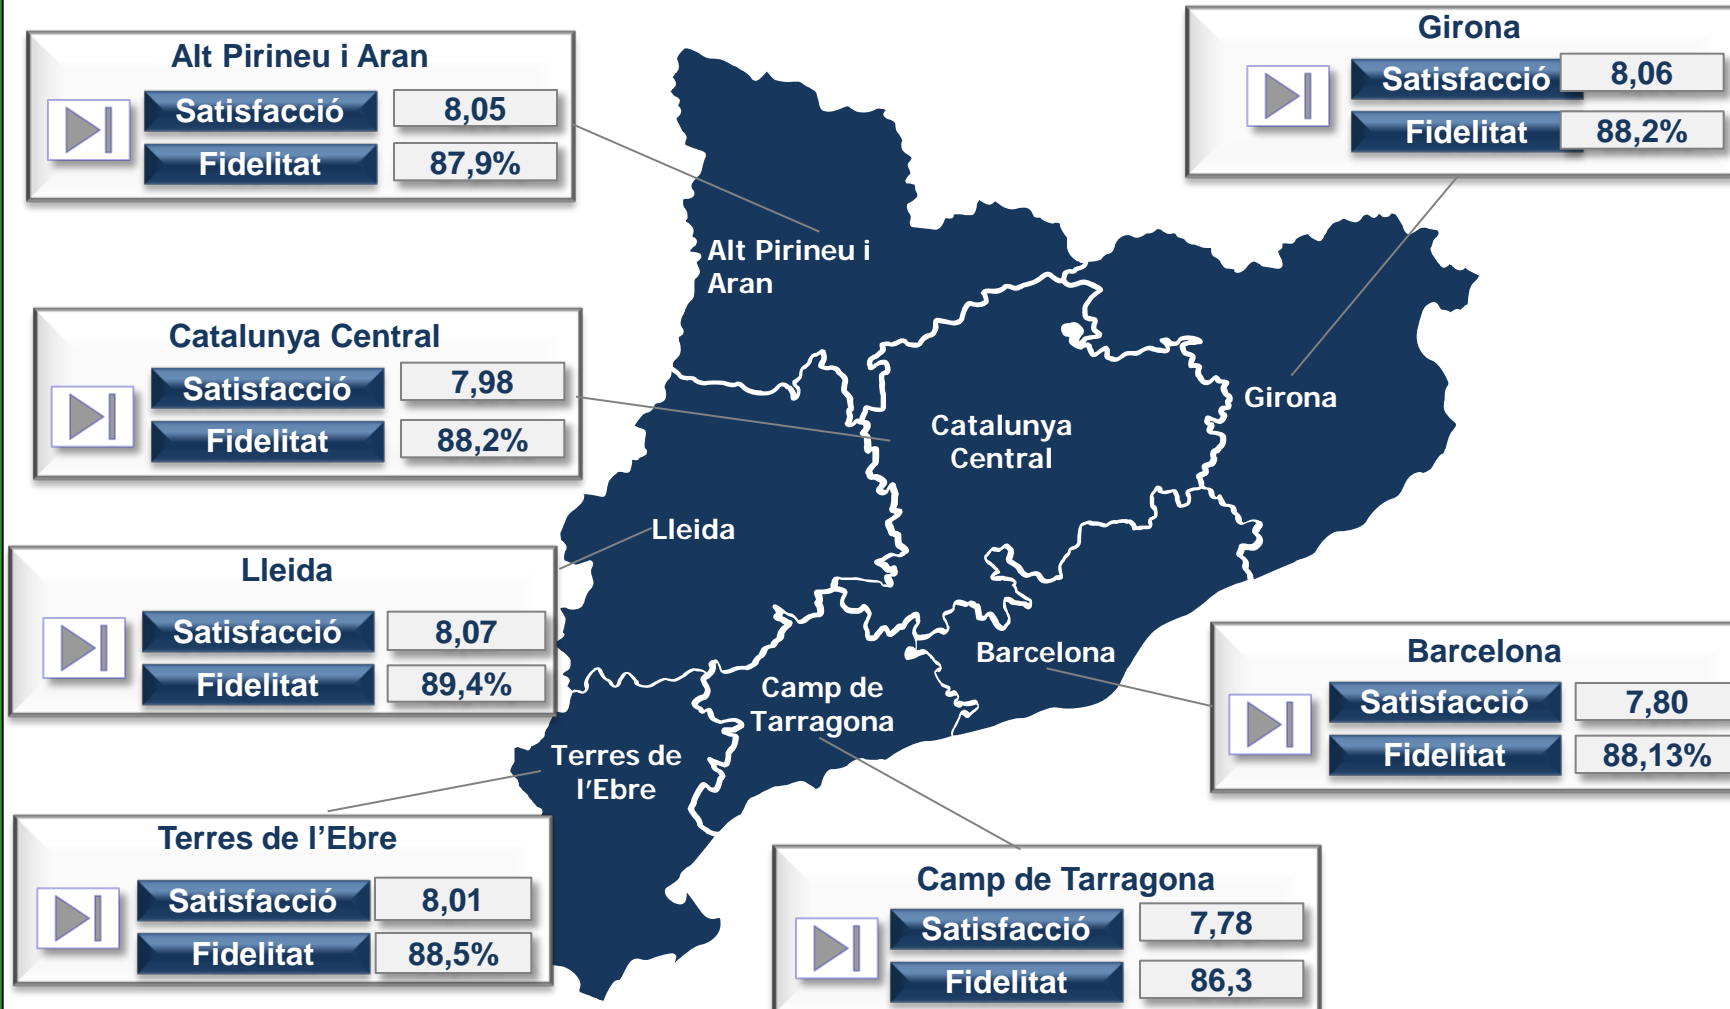 Alt Pirineu i Aran
Satisfacció 8,05
Fidelitat 87,9%
Girona
Satisfacció 8,06
Fidelitat 88,2%
Alt Pirineu i
Aran
Catalunya Central
Satisfacció 7,98
Fidelitat 88,2%
Girona
Catalunya
Central
Lleida
Lleida
Satisfacció 8,07
Fidelitat 89,4%
Barcelona
Camp de
Tarragona
Barcelona
Satisfacció 7,80
Fidelitat 88,13%
Terres de
l'Ebre
Terres de l’Ebre
Satisfacció 8,01
Fidelitat 88,5%
Camp de Tarragona
Satisfacció 7,78
Fidelitat 86,3